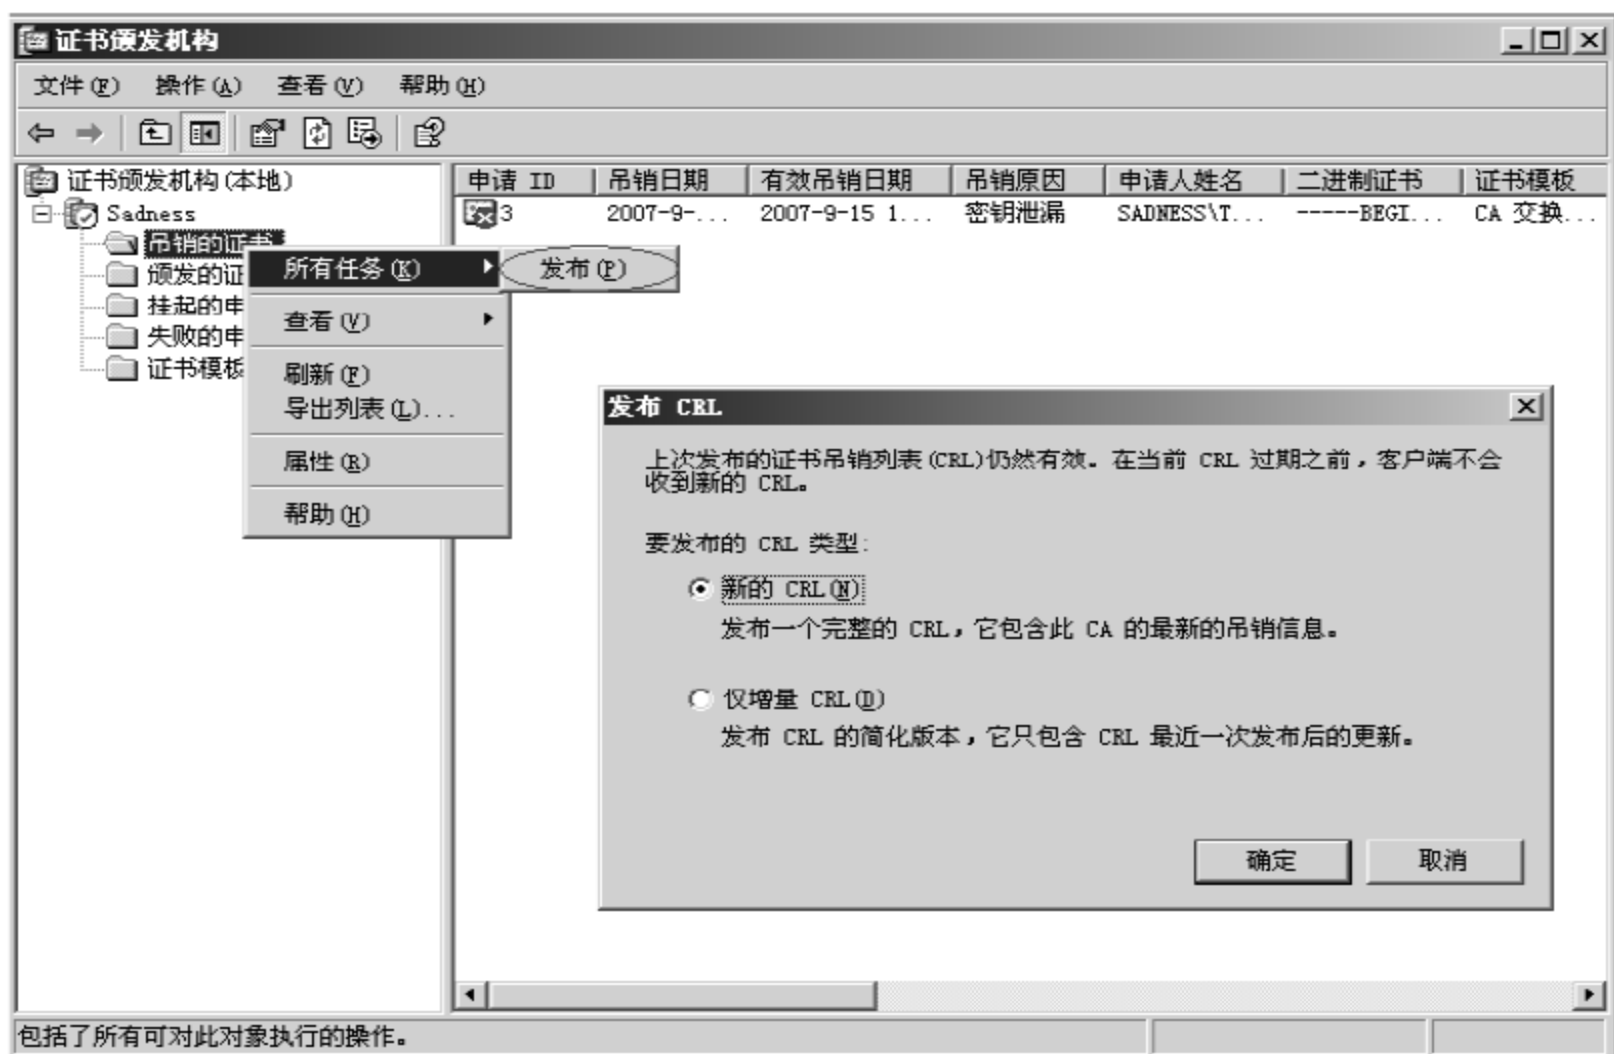 证书颁发机构
文件(F) 操作(A) 查看(V) 帮助(H)
证书颁发机构(本地)
Sadness
吊销的证书
颁发的证
挂起的申
失败的申
证书模板
申请 ID 吊销日期 有效吊销日期 吊销原因 申请人姓名 二进制证书 证书模板
3 2007-9-... 2007-9-15 1... 密钥泄漏 SADNESS\T... -----BEGI... CA 交换...
所有任务(K)
发布(P)
查看(V)
刷新(F)
导出列表(L)...
属性(R)
帮助(H)
发布 CRL
上次发布的证书吊销列表(CRL)仍然有效。在当前 CRL 过期之前，客户端不会
收到新的 CRL。
要发布的 CRL 类型:
新的 CRL(N)
发布一个完整的 CRL，它包含此 CA 的最新的吊销信息。
仅增量 CRL(D)
发布 CRL 的简化版本，它只包含 CRL 最近一次发布后的更新。
确定 取消
包括了所有可对此对象执行的操作。